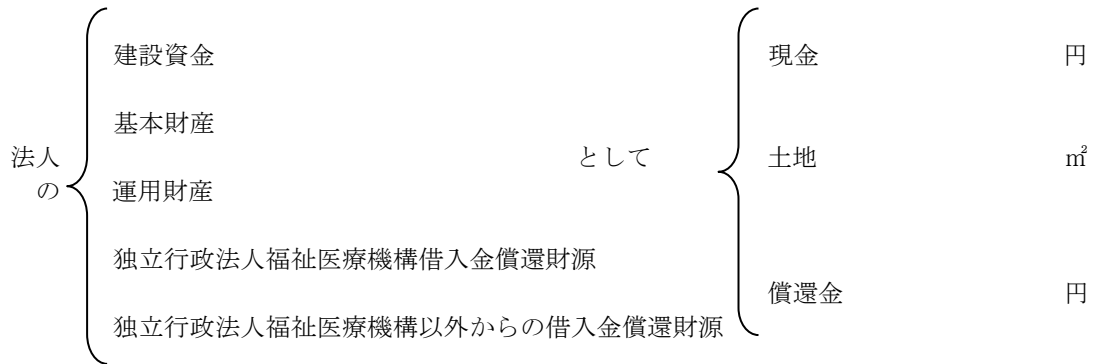 建設資金 現金 円
基本財産
法人の として 土地 ㎡
運用財産
独立行政法人福祉医療機構借入金償還財源
償還金 円
独立行政法人福祉医療機構以外からの借入金償還財源